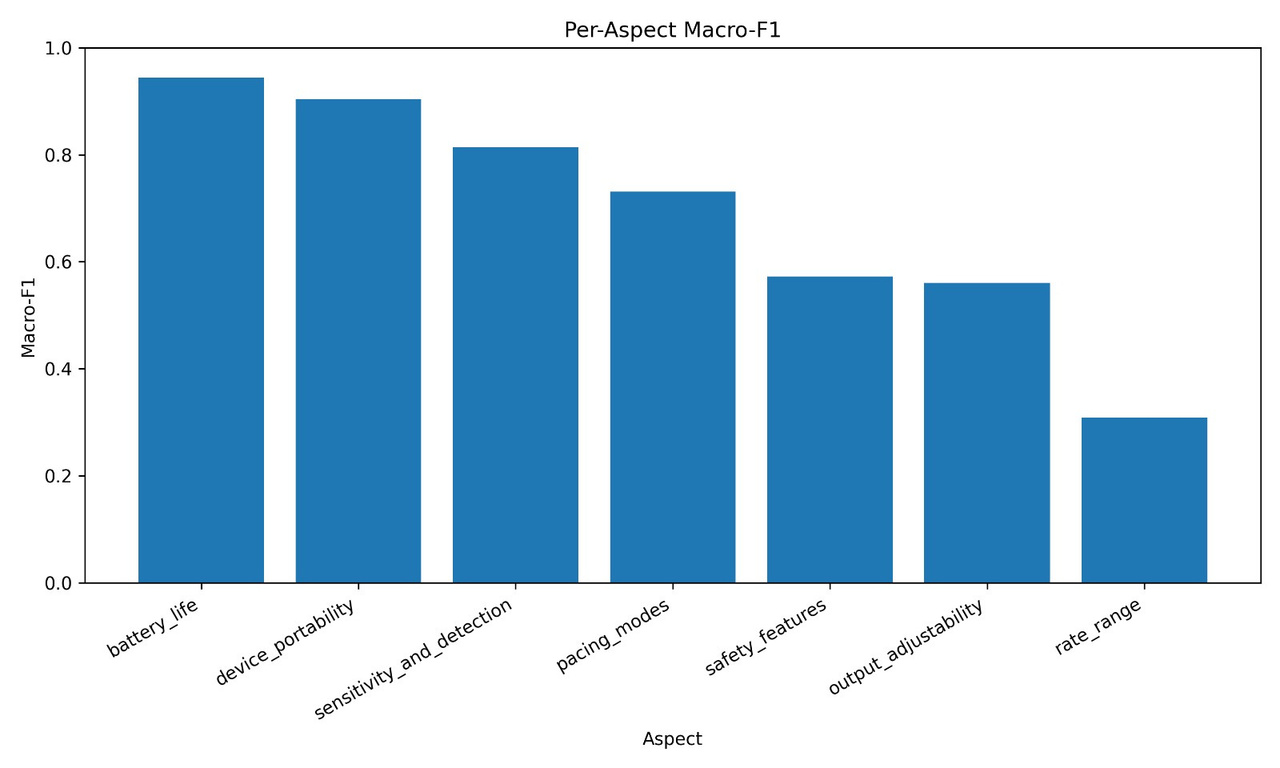 Per-Aspect Macro-F1
1.0
0.8
0.6
0.4
0.2
0.0
Macro-F1
battery_life
device_portability
sensitivity_and_detection
pacing_modes
safety_features
output_adjustability
rate_range
Aspect